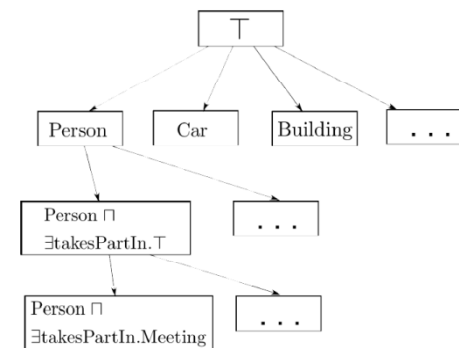 ⊤
Person Car Building ...
Person ⊓
∃takesPartIn.⊤
...
Person ⊓
∃takesPartIn.Meeting
...